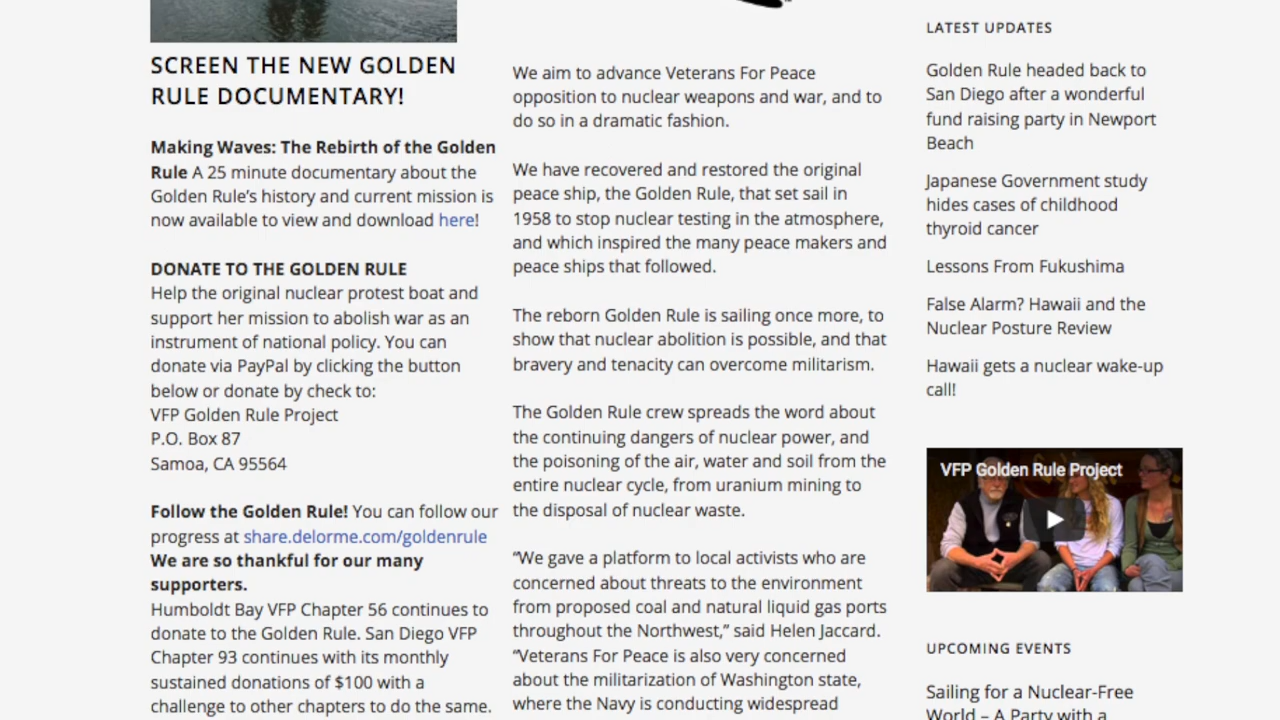 SCREEN THE NEW GOLDEN
RULE DOCUMENTARY!
Making Waves: The Rebirth of the Golden
Rule A 25 minute documentary about the
Golden Rule’s history and current mission is
now available to view and download here!
DONATE TO THE GOLDEN RULE
Help the original nuclear protest boat and
support her mission to abolish war as an
instrument of national policy. You can
donate via PayPal by clicking the button
below or donate by check to:
VFP Golden Rule Project
P.O. Box 87
Samoa, CA 95564
Follow the Golden Rule! You can follow our
progress at share.delorme.com/goldenrule
We are so thankful for our many
supporters.
Humboldt Bay VFP Chapter 56 continues to
donate to the Golden Rule. San Diego VFP
Chapter 93 continues with its monthly
sustained donations of $100 with a
challenge to other chapters to do the same.
We aim to advance Veterans For Peace
opposition to nuclear weapons and war, and to
do so in a dramatic fashion.
We have recovered and restored the original
peace ship, the Golden Rule, that set sail in
1958 to stop nuclear testing in the atmosphere,
and which inspired the many peace makers and
peace ships that followed.
The reborn Golden Rule is sailing once more, to
show that nuclear abolition is possible, and that
bravery and tenacity can overcome militarism.
The Golden Rule crew spreads the word about
the continuing dangers of nuclear power, and
the poisoning of the air, water and soil from the
entire nuclear cycle, from uranium mining to
the disposal of nuclear waste.
“We gave a platform to local activists who are
concerned about threats to the environment
from proposed coal and natural liquid gas ports
throughout the Northwest,” said Helen Jaccard.
“Veterans For Peace is also very concerned
about the militarization of Washington state,
where the Navy is conducting widespread
LATEST UPDATES
Golden Rule headed back to
San Diego after a wonderful
fund raising party in Newport
Beach
Japanese Government study
hides cases of childhood
thyroid cancer
Lessons From Fukushima
False Alarm? Hawaii and the
Nuclear Posture Review
Hawaii gets a nuclear wake-up
call!
VFP Golden Rule Project
UPCOMING EVENTS
Sailing for a Nuclear-Free
World – A Party with a